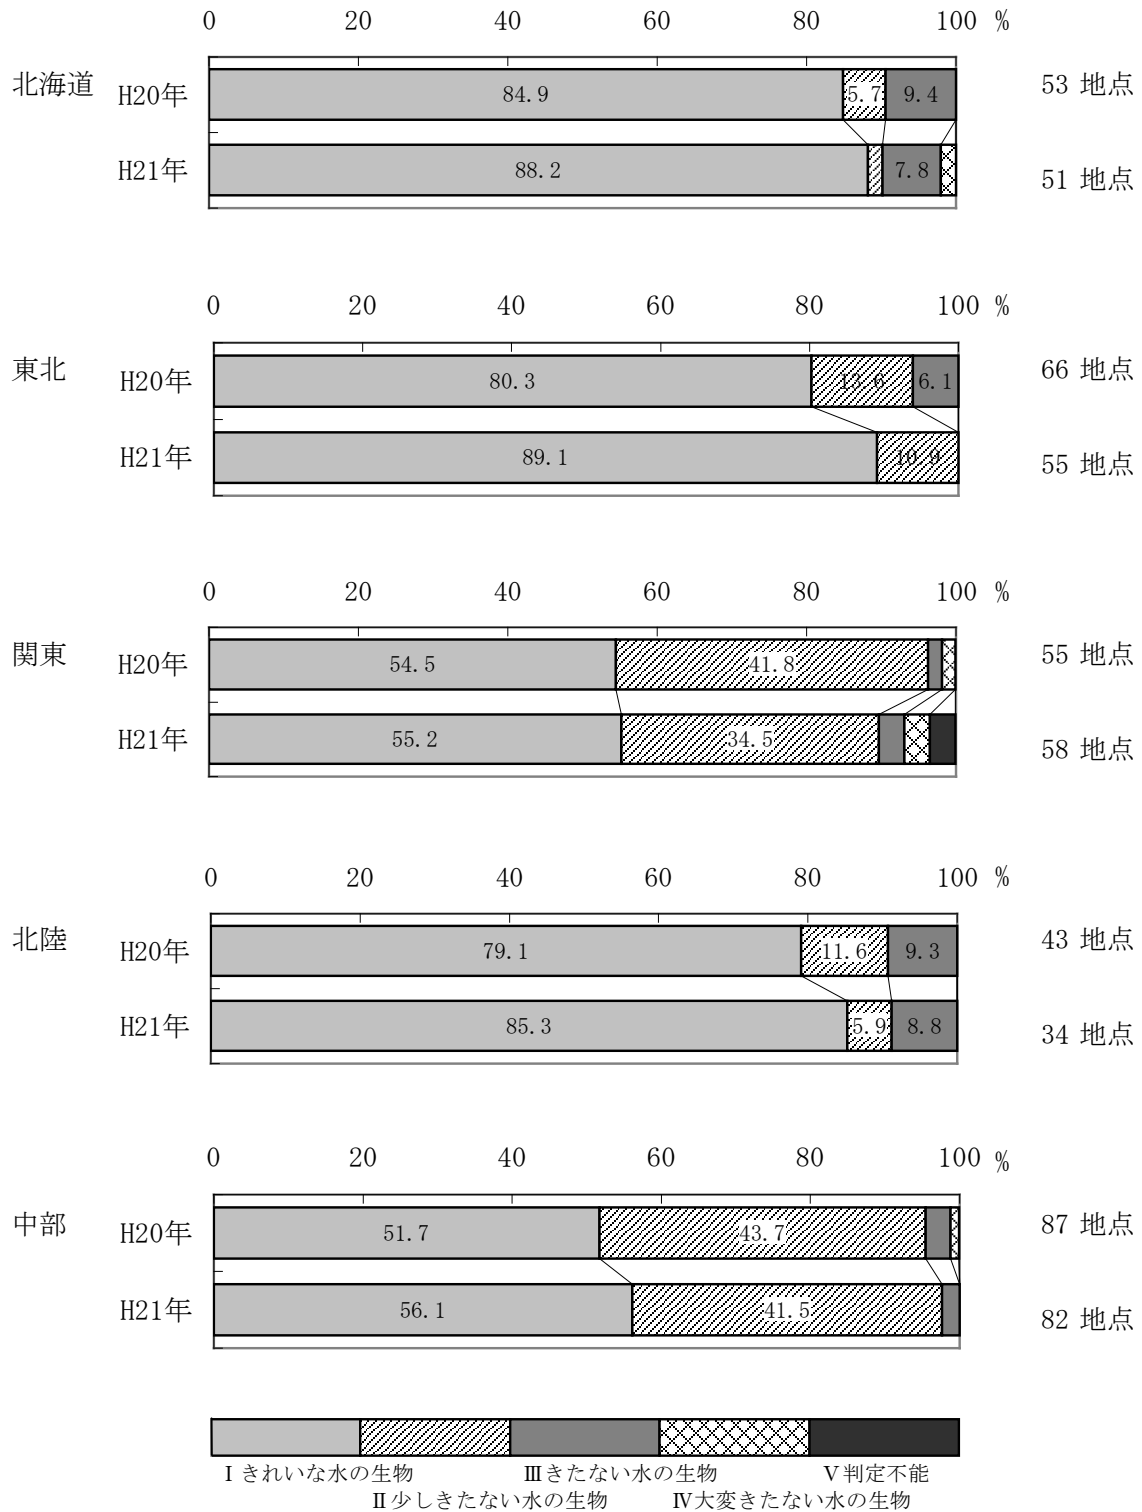 0 20 40 60 80 100 %
北海道 H20年 84.9 5.7 9.4 53 地点
H21年 88.2 7.8 51 地点
0 20 40 60 80 100 %
東北 H20年 80.3 13.6 6.1 66 地点
H21年 89.1 10.9 55 地点
0 20 40 60 80 100 %
関東 H20年 54.5 41.8 55 地点
H21年 55.2 34.5 58 地点
0 20 40 60 80 100 %
北陸 H20年 79.1 11.6 9.3 43 地点
H21年 85.3 5.9 8.8 34 地点
0 20 40 60 80 100 %
中部 H20年 51.7 43.7 87 地点
H21年 56.1 41.5 82 地点
Ⅰきれいな水の生物 Ⅲきたない水の生物 Ⅴ判定不能
Ⅱ少しきたない水の生物 Ⅳ大変きたない水の生物